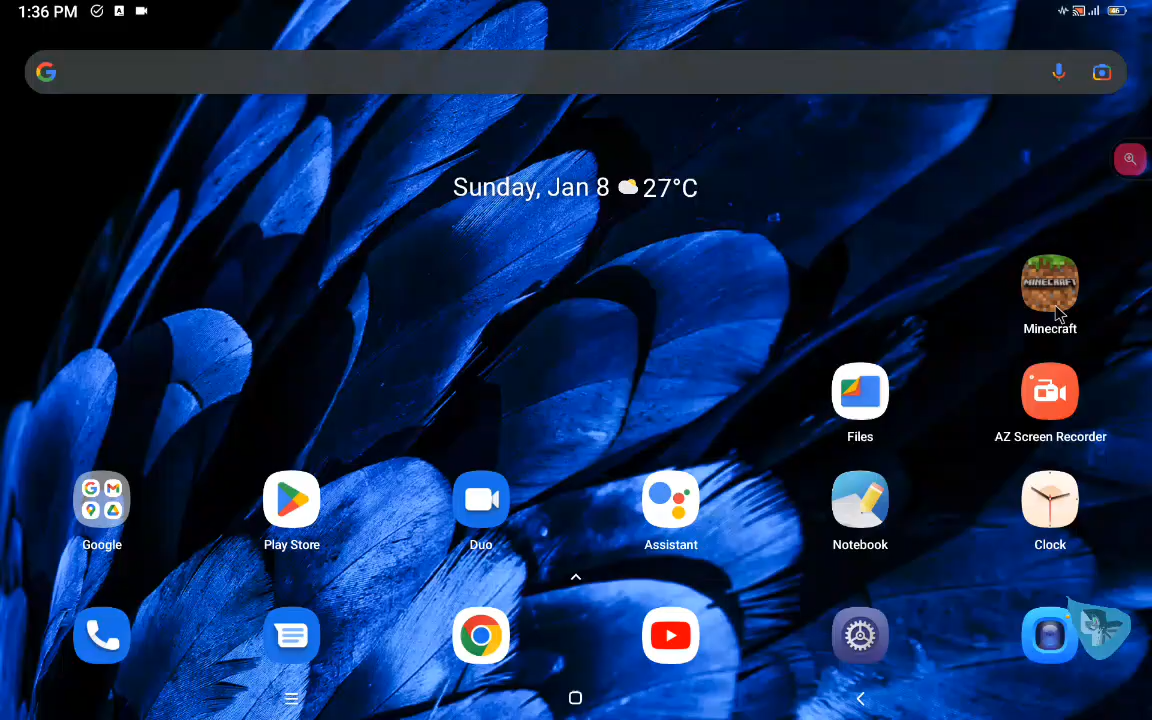 1:36 PM
Sunday, Jan 8 27°C
MINECRAFT
Minecraft
Files
AZ Screen Recorder
Google
Play Store
Duo
Assistant
Notebook
Clock